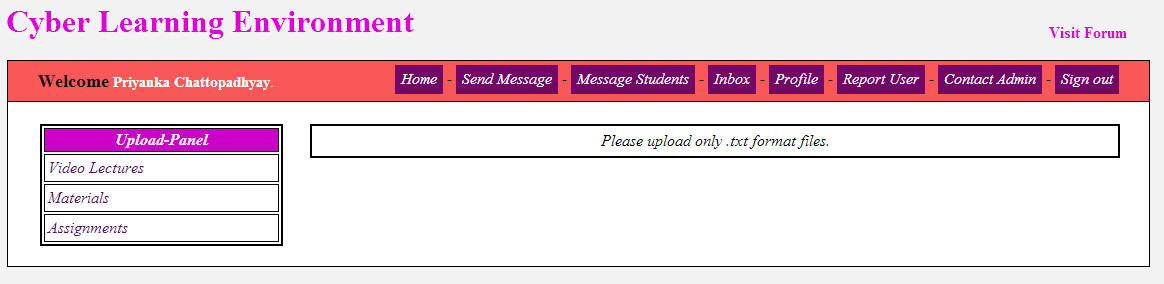 Cyber Learning Environment
Visit Forum
Welcome Priyanka Chattopadhyay.
Home - Send Message - Message Students - Inbox - Profile - Report User - Contact Admin - Sign out
Upload-Panel
Please upload only .txt format files.
Video Lectures
Materials
Assignments